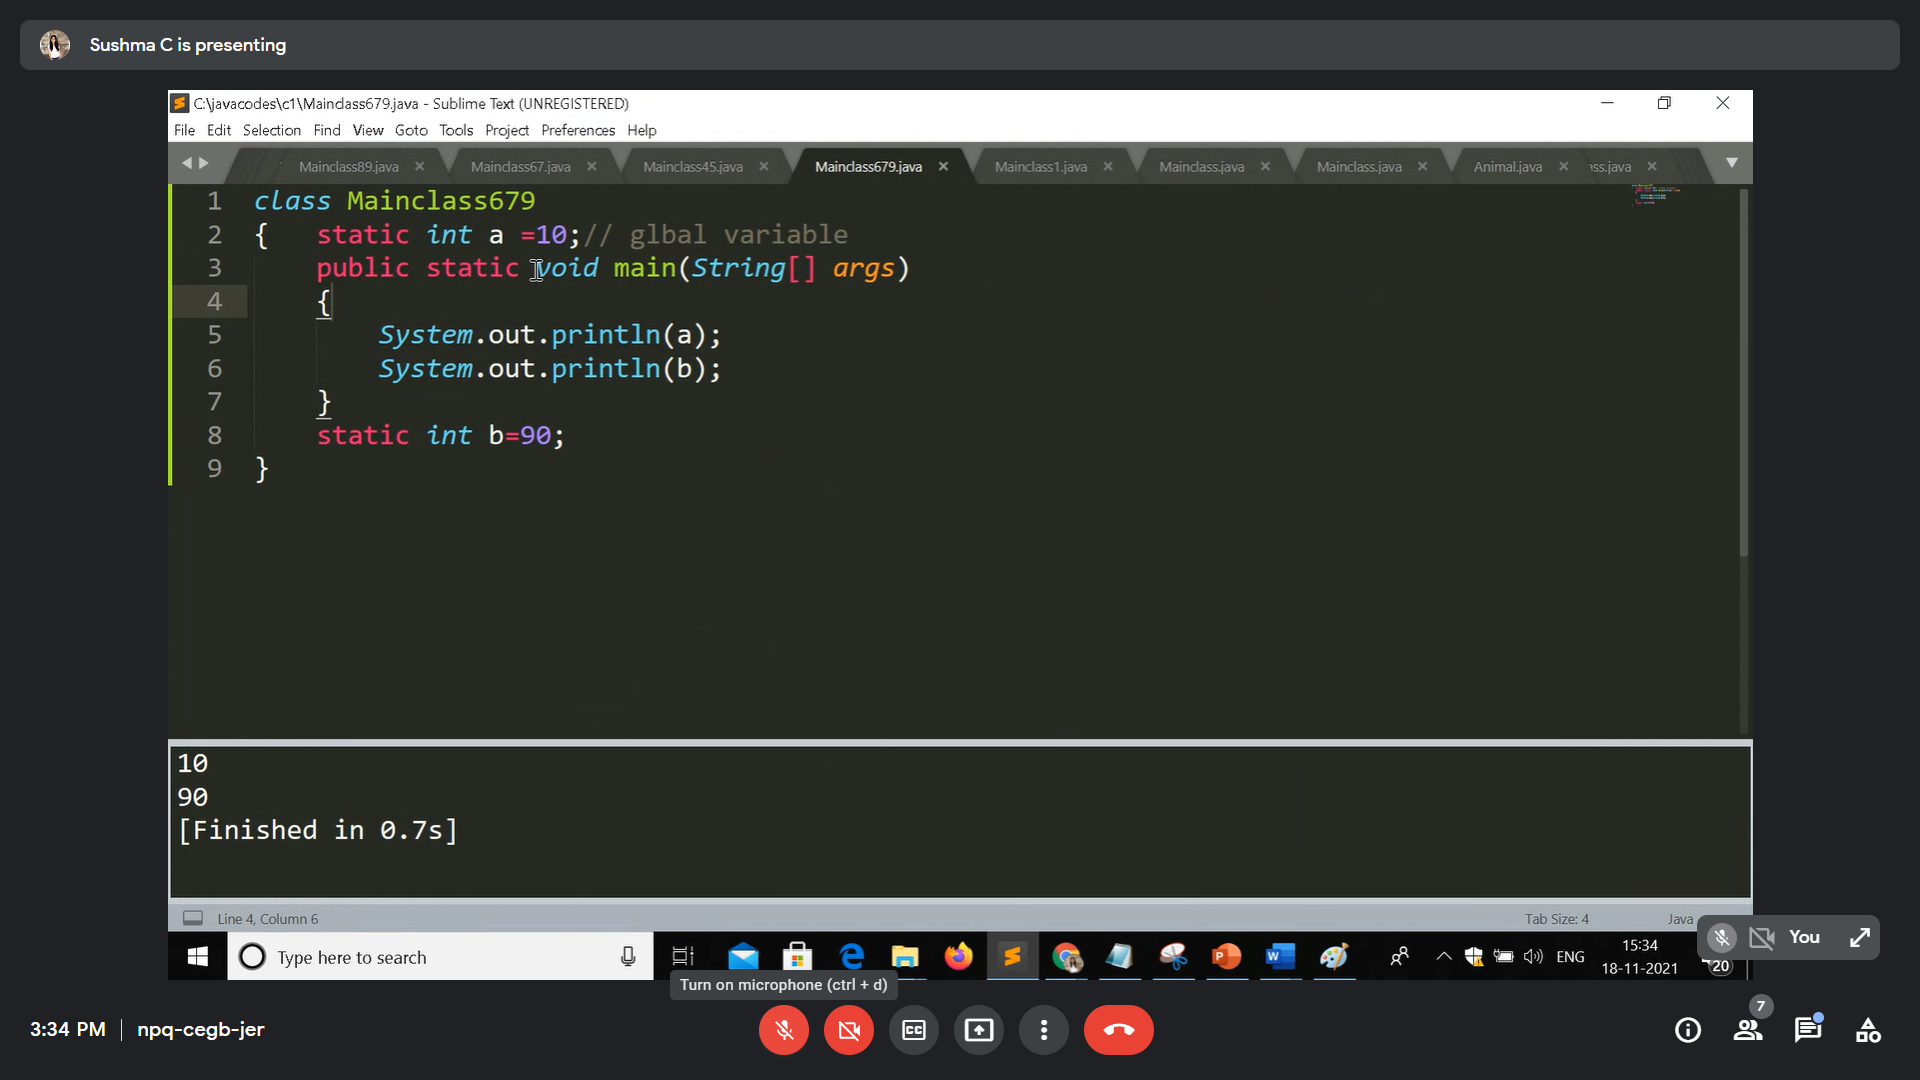 Sushma C is presenting
C:\javacodes\c1\Mainclass679.java - Sublime Text (UNREGISTERED)
File Edit Selection Find View Goto Tools Project Preferences Help
Mainclass89.java Mainclass67.java Mainclass45.java Mainclass679.java Mainclass1.java Mainclass.java Mainclass.java Animal.java ss.java
1 class Mainclass679
2 { static int a =10;// glbal variable
3 public static void main(String[] args)
4 {
5 System.out.println(a);
6 System.out.println(b);
7 }
8 static int b=90;
9 }
10
90
[Finished in 0.7s]
Line 4, Column 6 Tab Size: 4 Java
You
Type here to search
ENG
15:34
18-11-2021
20
Turn on microphone (ctrl + d)
3:34 PM | npq-cegb-jer
CC
7